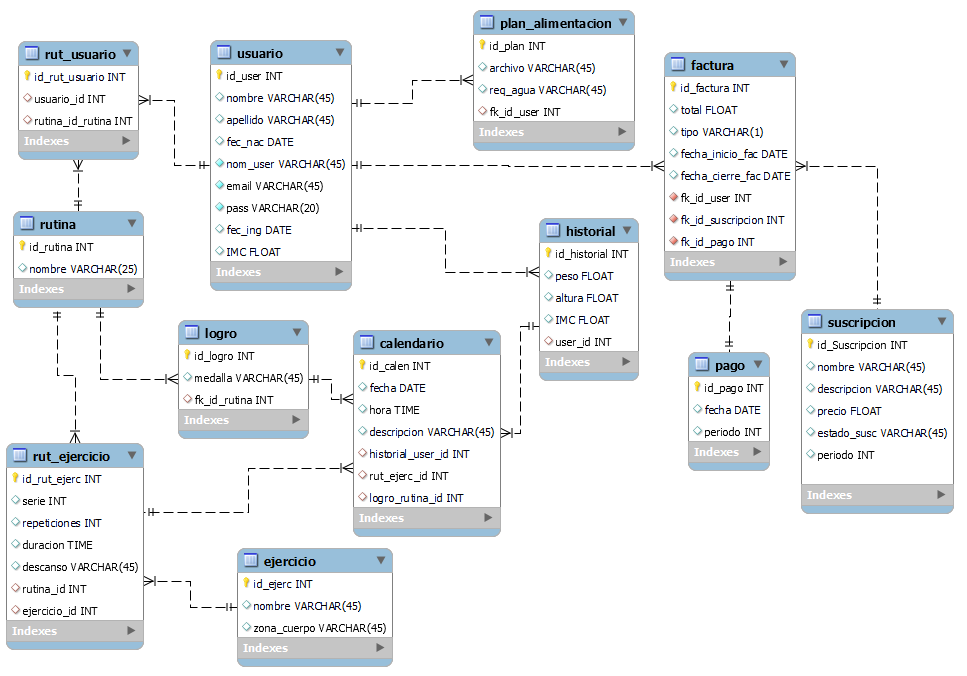 rut_usuario
id_rut_usuario INT
usuario_id INT
rutina_id_rutina INT
Indexes
usuario
id_user INT
nombre VARCHAR(45)
apellido VARCHAR(45)
fec_nac DATE
nom_user VARCHAR(45)
email VARCHAR(45)
pass VARCHAR(20)
fec_ing DATE
IMC FLOAT
Indexes
plan_alimentacion
id_plan INT
archivo VARCHAR(45)
req_agua VARCHAR(45)
fk_id_user INT
Indexes
factura
id_factura INT
total FLOAT
tipo VARCHAR(1)
fecha_inicio_fac DATE
fecha_cierre_fac DATE
fk_id_user INT
fk_id_suscripcion INT
fk_id_pago INT
Indexes
rutina
id_rutina INT
nombre VARCHAR(25)
Indexes
historial
id_historial INT
peso FLOAT
altura FLOAT
IMC FLOAT
user_id INT
Indexes
logro
id_logro INT
medalla VARCHAR(45)
fk_id_rutina INT
Indexes
calendario
id_calen INT
fecha DATE
hora TIME
descripcion VARCHAR(45)
historial_user_id INT
rut_ejerc_id INT
logro_rutina_id INT
Indexes
pago
id_pago INT
fecha DATE
periodo INT
Indexes
suscripcion
id_Suscripcion INT
nombre VARCHAR(45)
descripcion VARCHAR(45)
precio FLOAT
estado_susc VARCHAR(45)
periodo INT
Indexes
rut_ejercicio
id_rut_ejerc INT
serie INT
repeticiones INT
duracion TIME
descanso VARCHAR(45)
rutina_id INT
ejercicio_id INT
Indexes
ejercicio
id_ejerc INT
nombre VARCHAR(45)
zona_cuerpo VARCHAR(45)
Indexes